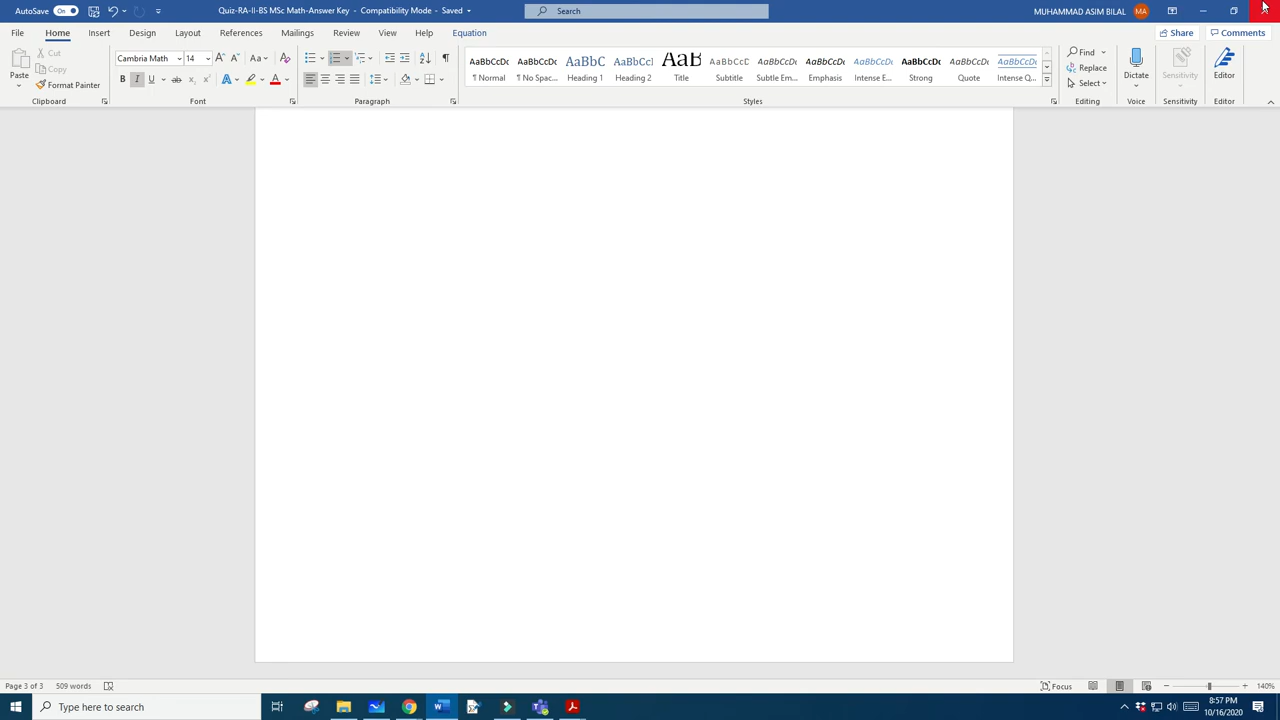 AutoSave On Quiz-RA-II-BS MSc Math-Answer Key - Compatibility Mode - Saved Search MUHAMMAD ASIM BILAL MA
File Home Insert Design Layout References Mailings Review View Help Equation Share Comments
Paste Cut Copy Format Painter Clipboard
Cambria Math 14 Aa A A B I U ab x x A A Font
Paragraph
AaBbCcDc ¶ Normal
AaBbCcDc ¶ No Spac...
AaBbC Heading 1
AaBbCcI Heading 2
AaB Title
AaBbCcD Subtitle
AaBbCcDc Subtle Em...
AaBbCcDc Emphasis
AaBbCcDc Intense E...
AaBbCcDc Strong
AaBbCcDc Quote
AaBbCcDc Intense Q...
Styles
Find Replace Select Editing
Dictate Voice
Sensitivity Sensitivity
Editor Editor
Page 3 of 3 509 words Focus 140%
Type here to search 8:57 PM
10/16/2020